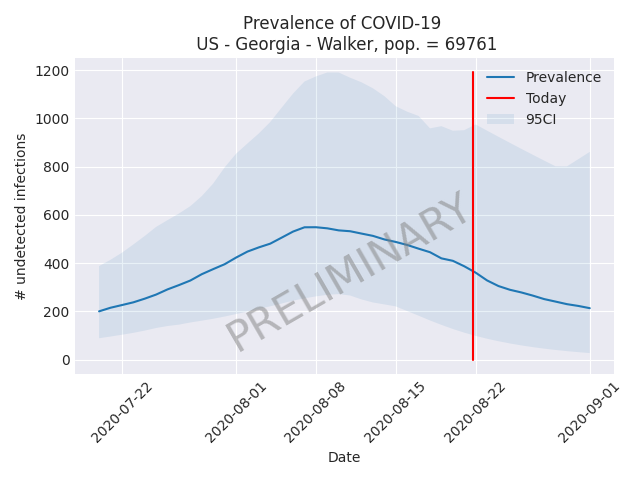 Prevalence of COVID-19
US - Georgia - Walker, pop. = 69761
# undetected infections
1200
1000
800
600
400
200
0
Prevalence
Today
95CI
PRELIMINARY
2020-07-22
2020-08-01
2020-08-08
2020-08-15
2020-08-22
2020-09-01
Date